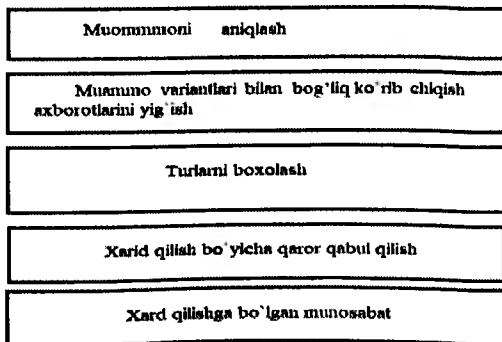 Muommmoni aniqlash
Muammo variantlari bilan bog'liq ko`rib chiqish
axborotlarini yig`ish
Turlarni boxolash
Xarid qilish bo`yicha qaror qabul qilish
Xard qilishga bo`lgan munosabat